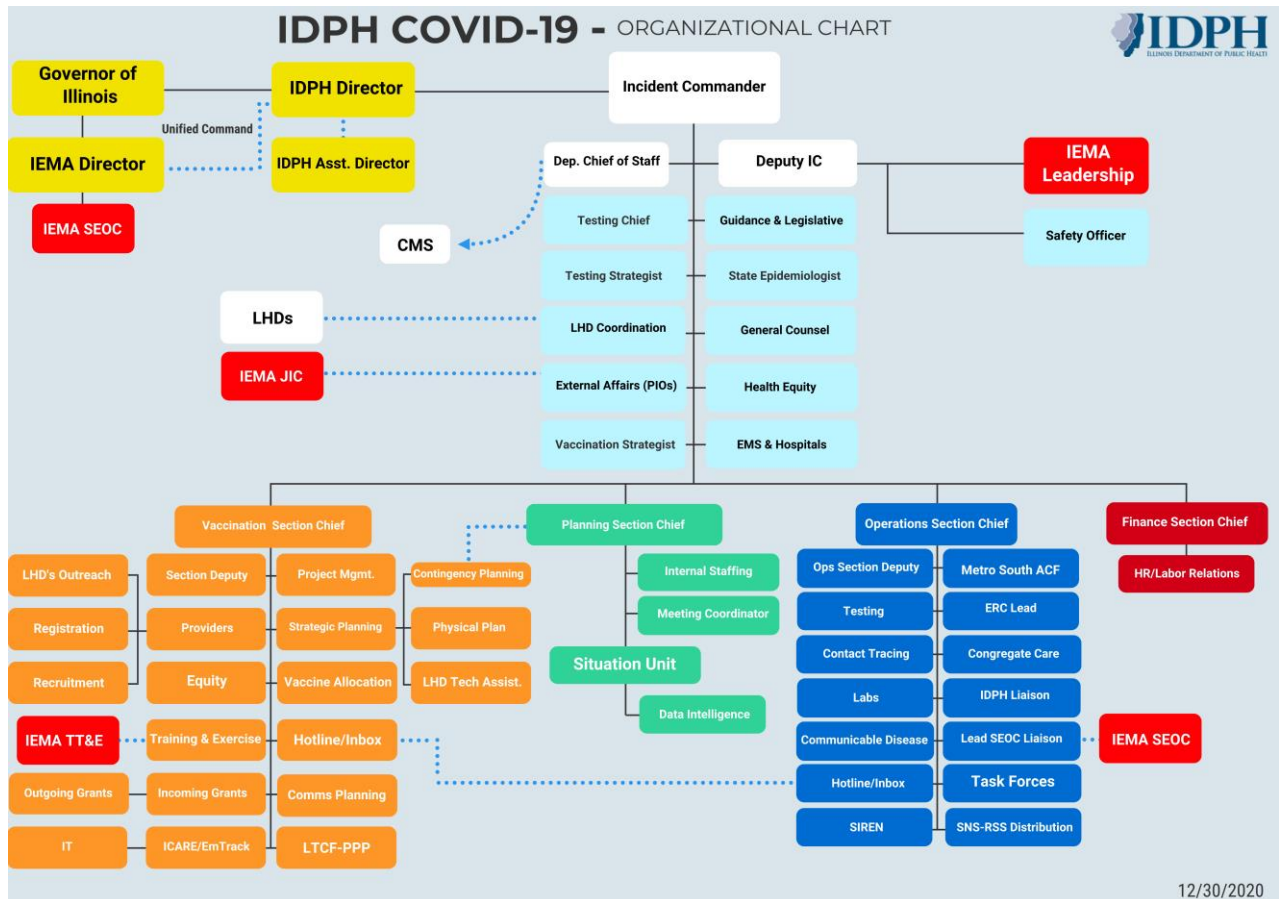 IDPH COVID-19 - ORGANIZATIONAL CHART
IDPH
ILLINOIS DEPARTMENT OF PUBLIC HEALTH
Governor of
Illinois
IDPH Director
Incident Commander
Unified Command
IEMA Director
IDPH Asst. Director
Dep. Chief of Staff
Deputy IC
IEMA
Leadership
IEMA SEOC
CMS
Testing Chief
Guidance & Legislative
Safety Officer
Testing Strategist
State Epidemiologist
LHDs
LHD Coordination
General Counsel
IEMA JIC
External Affairs (PIOs)
Health Equity
Vaccination Strategist
EMS & Hospitals
Vaccination Section Chief
Planning Section Chief
Operations Section Chief
Finance Section Chief
LHD's Outreach
Section Deputy
Project Mgmt.
Contingency Planning
Internal Staffing
Ops Section Deputy
Metro South ACF
HR/Labor Relations
Registration
Providers
Strategic Planning
Physical Plan
Meeting Coordinator
Testing
ERC Lead
Recruitment
Equity
Vaccine Allocation
LHD Tech Assist.
Situation Unit
Contact Tracing
Congregate Care
Data Intelligence
Labs
IDPH Liaison
IEMA TT&E
Training & Exercise
Hotline/Inbox
Communicable Disease
Lead SEOC Liaison
IEMA SEOC
Outgoing Grants
Incoming Grants
Comms Planning
Hotline/Inbox
Task Forces
IT
ICARE/EmTrack
LTCF-PPP
SIREN
SNS-RSS Distribution
12/30/2020